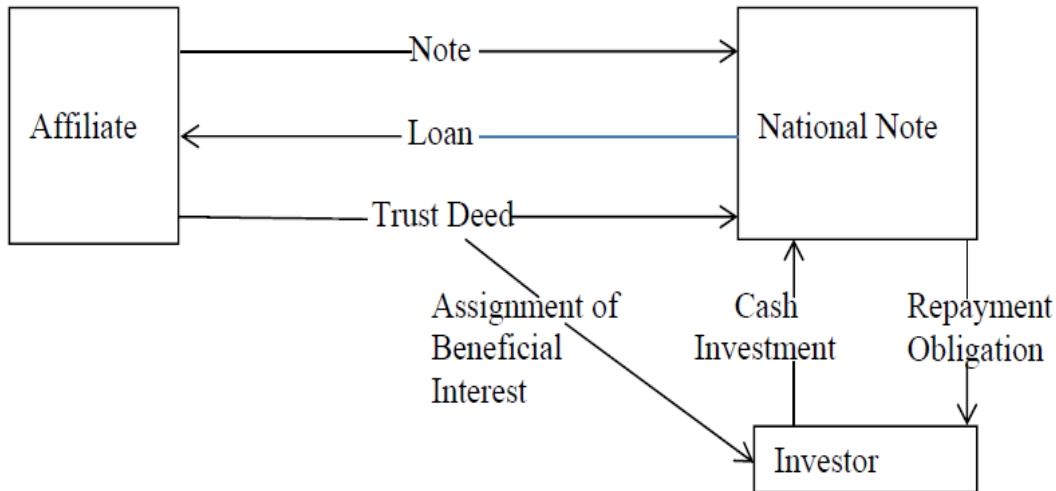 Note
Affiliate
National Note
Loan
Trust Deed
Assignment of
Beneficial
Interest
Cash
Investment
Repayment
Obligation
Investor